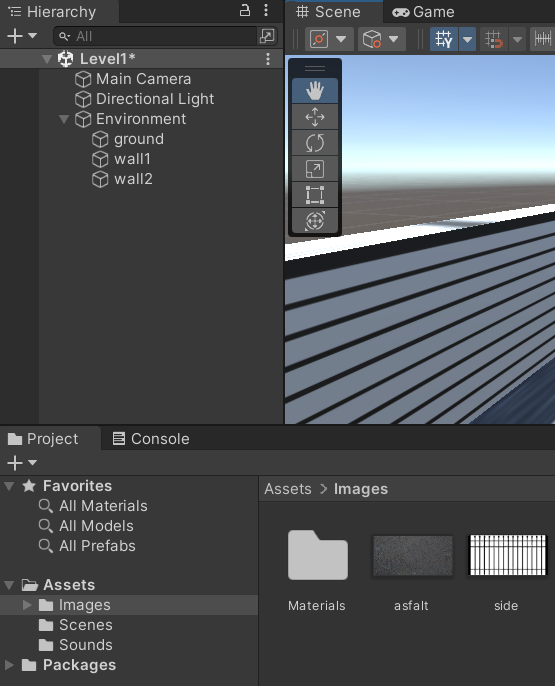 Hierarchy
All
Level1*
Main Camera
Directional Light
Environment
ground
wall1
wall2
Scene
Game
Y
Project
Console
Favorites
All Materials
All Models
All Prefabs
Assets
Images
Scenes
Sounds
Packages
Assets > Images
Materials
asfalt
side